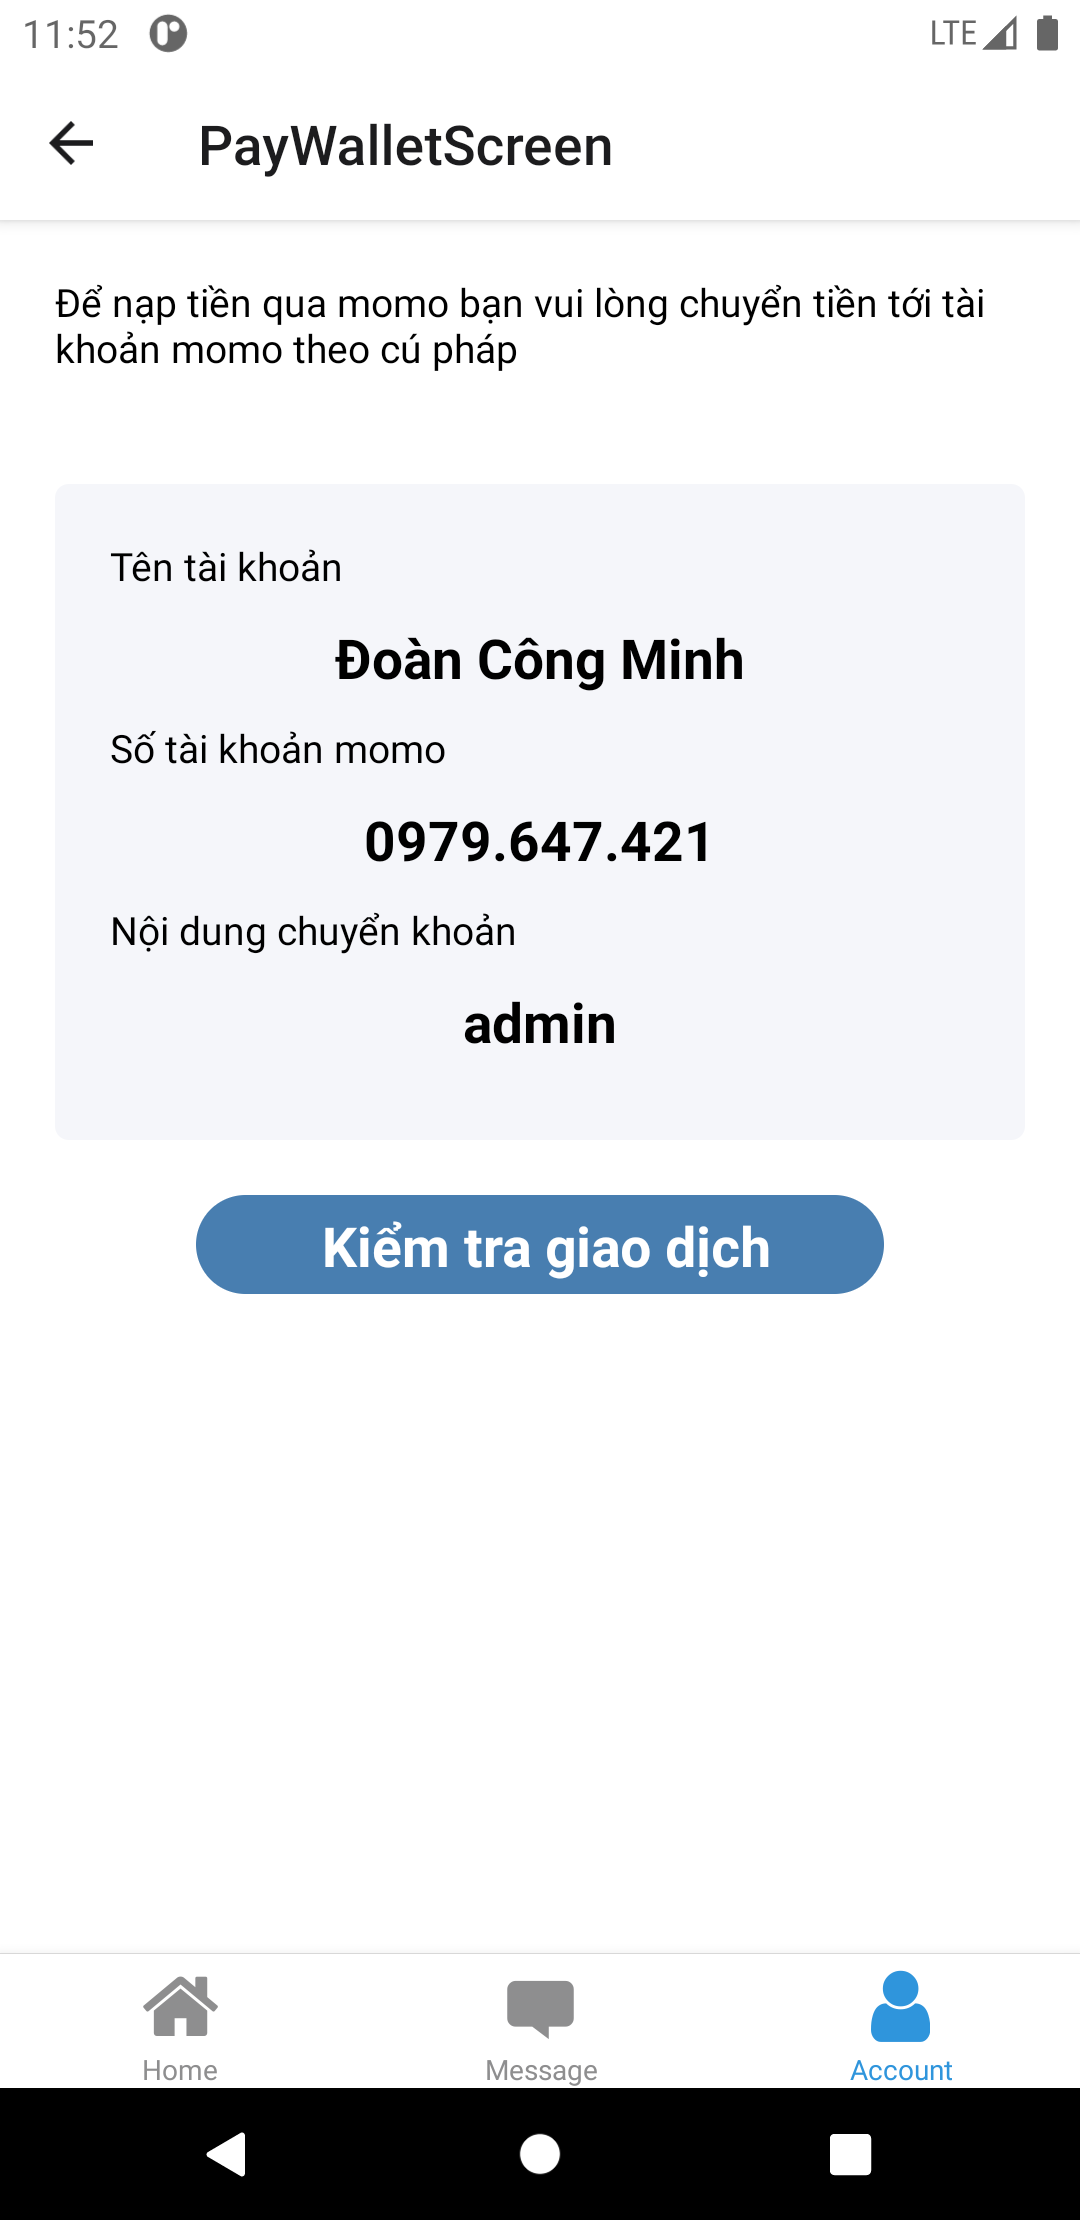 11:52
LTE
PayWalletScreen
Để nạp tiền qua momo bạn vui lòng chuyển tiền tới tài
khoản momo theo cú pháp
Tên tài khoản
Đoàn Công Minh
Số tài khoản momo
0979.647.421
Nội dung chuyển khoản
admin
Kiểm tra giao dịch
Home
Message
Account